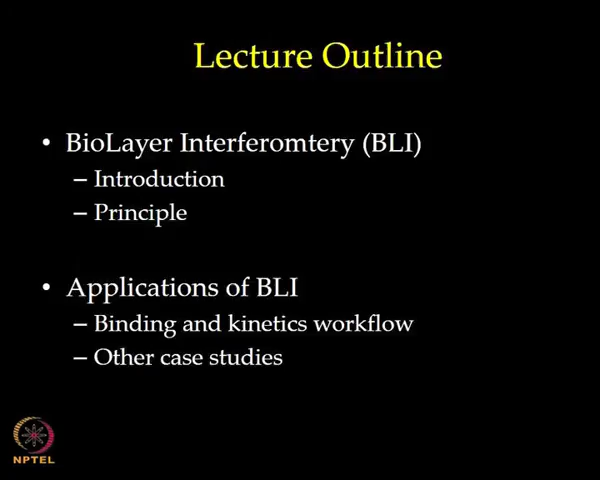 Lecture Outline
• BioLayer Interferomtery (BLI)
– Introduction
– Principle
• Applications of BLI
– Binding and kinetics workflow
– Other case studies
NPTEL